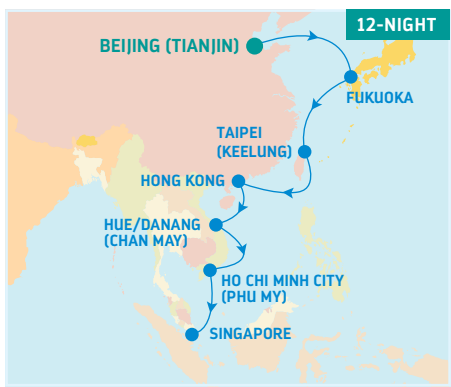 12-NIGHT
BEIJING (TIANJIN)
FUKUOKA
TAIPEI
(KEELUNG)
HONG KONG
HUE/DANANG
(CHAN MAY)
HO CHI MINH CITY
(PHU MY)
SINGAPORE